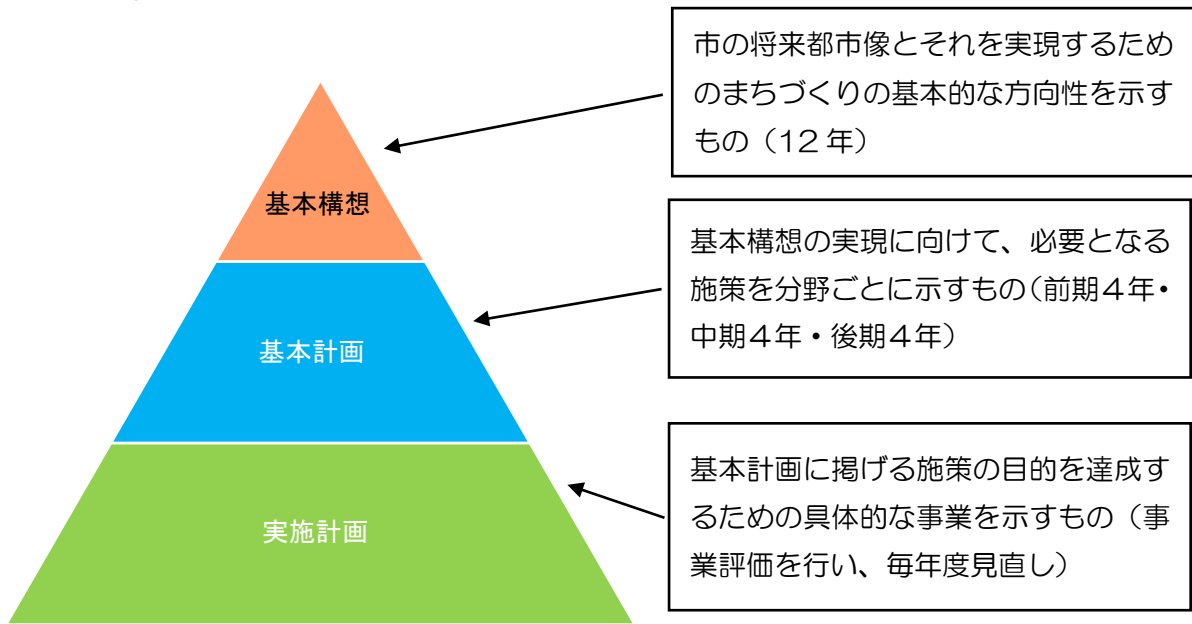 市の将来都市像とそれを実現するため
のまちづくりの基本的な方向性を示す
もの（12 年）
基本構想
基本構想の実現に向けて、必要となる
施策を分野ごとに示すもの（前期４年・
中期４年・後期４年）
基本計画
基本計画に掲げる施策の目的を達成す
るための具体的な事業を示すもの（事
業評価を行い、毎年度見直し）
実施計画